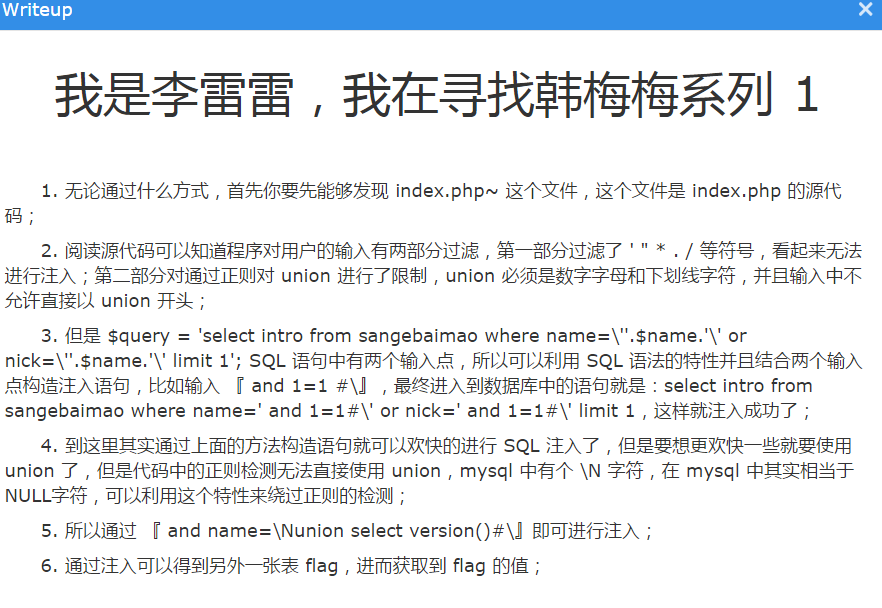 Writeup
我是李雷雷，我在寻找韩梅梅系列 1
1. 无论通过什么方式，首先你要先能够发现 index.php~ 这个文件，这个文件是 index.php 的源代
码；
2. 阅读源代码可以知道程序对用户的输入有两部分过滤，第一部分过滤了 ' " * . / 等符号，看起来无法
进行注入；第二部分对通过正则对 union 进行了限制，union 必须是数字字母和下划线字符，并且输入中不
允许直接以 union 开头；
3. 但是 $query = 'select intro from sangebaimao where name=\''.$name.'\' or
nick=\''.$name.'\' limit 1'; SQL 语句中有两个输入点，所以可以利用 SQL 语法的特性并且结合两个输入
点构造注入语句，比如输入 『 and 1=1 #\』，最终进入到数据库中的语句就是：select intro from
sangebaimao where name=' and 1=1#\' or nick=' and 1=1#\' limit 1，这样就注入成功了；
4. 到这里其实通过上面的方法构造语句就可以欢快的进行 SQL 注入了，但是要想更欢快一些就要使用
union 了，但是代码中的正则检测无法直接使用 union，mysql 中有个 \N 字符，在 mysql 中其实相当于
NULL字符，可以利用这个特性来绕过正则的检测；
5. 所以通过 『 and name=\Nunion select version()#\』即可进行注入；
6. 通过注入可以得到另外一张表 flag，进而获取到 flag 的值；